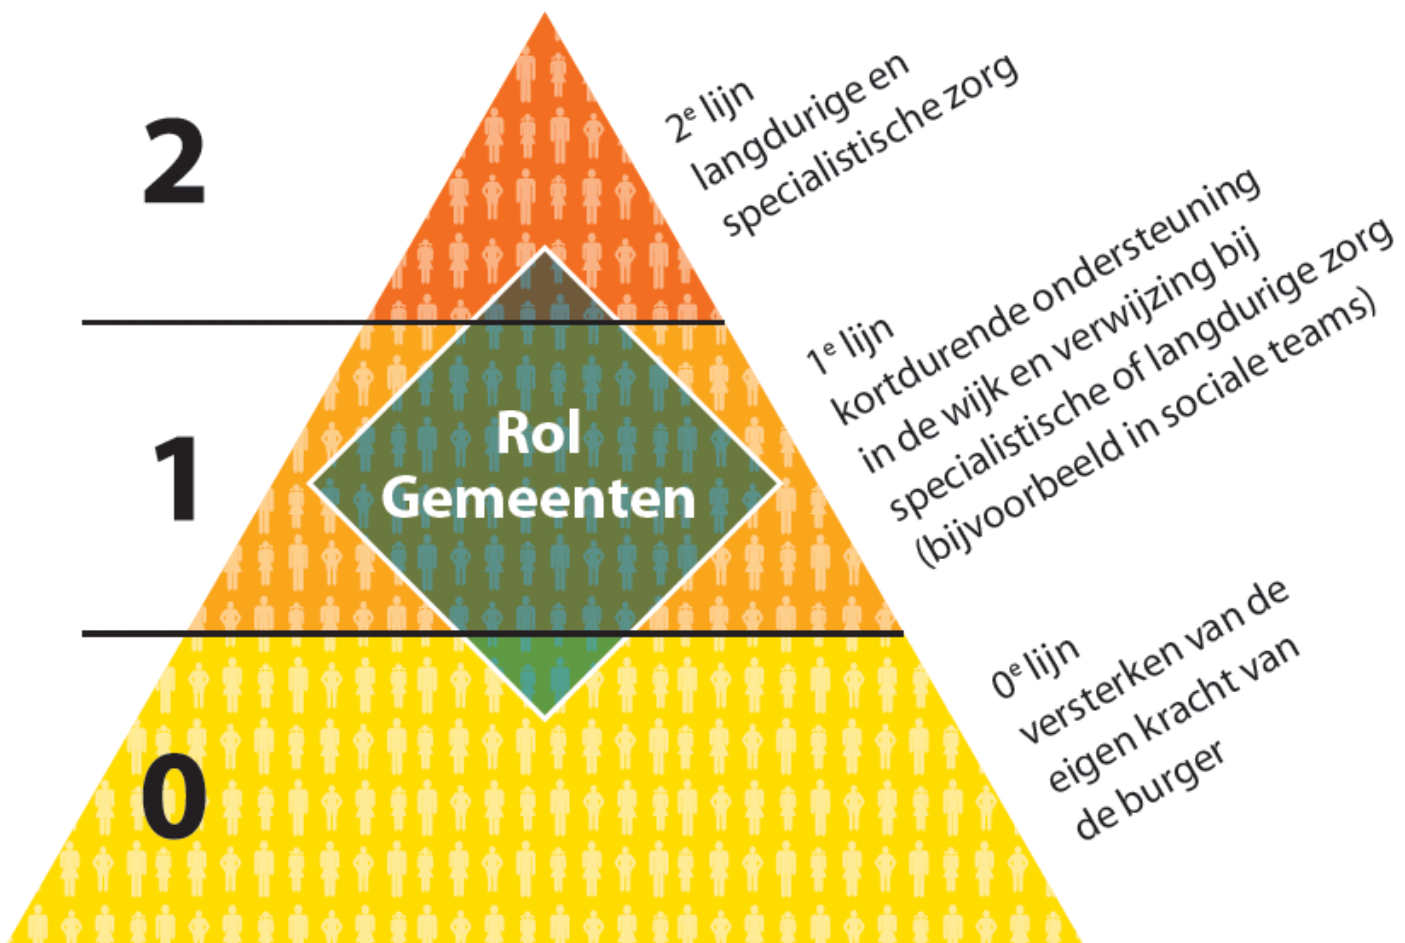 2
2e lijn
langdurige en
specialistische zorg
1
Rol
Gemeenten
1e lijn
kortdurende ondersteuning
in de wijk en verwijzing bij
specialistische of langdurige zorg
(bijvoorbeeld in sociale teams)
0
0e lijn
versterken van de
eigen kracht van
de burger